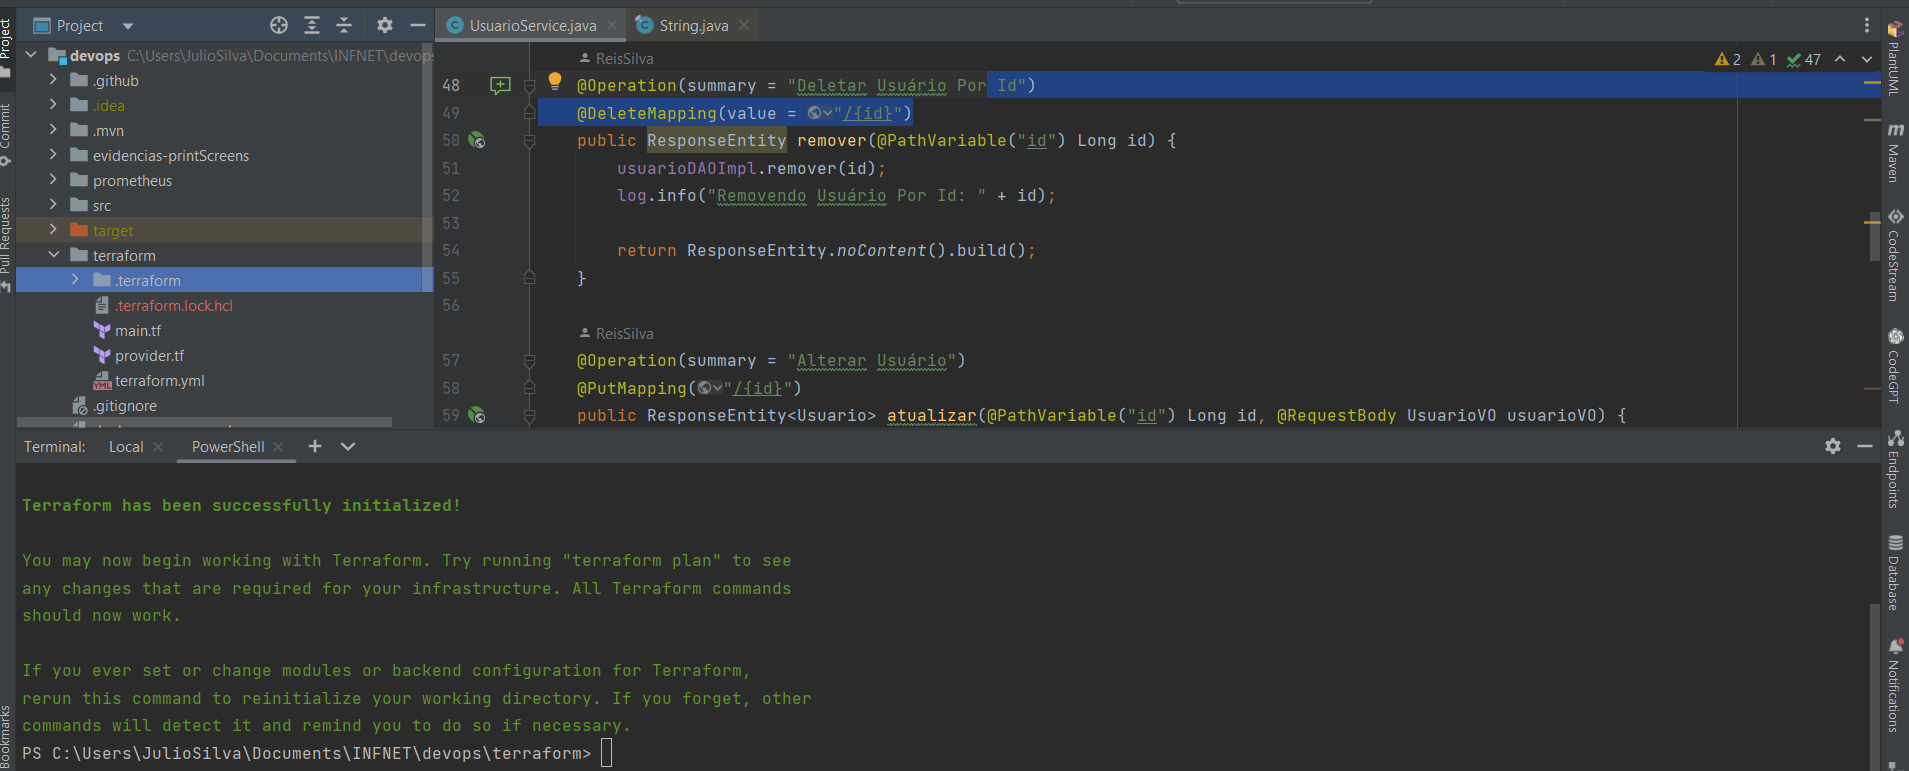 Project
UsuarioService.java
String.java
devops C:\Users\JulioSilva\Documents\INFNET\devops
.github
.idea
.mvn
evidencias-printScreens
prometheus
src
target
terraform
.terraform
.terraform.lock.hcl
main.tf
provider.tf
terraform.yml
.gitignore
ReisSilva
2 1 47
48 @Operation(summary = "Deletar Usuário Por Id")
49 @DeleteMapping(value = "/{id}")
50 public ResponseEntity remover(@PathVariable("id") Long id) {
51 usuarioDAOImpl.remover(id);
52 log.info("Removendo Usuário Por Id: " + id);
53
54 return ResponseEntity.noContent().build();
55 }
56
ReisSilva
57 @Operation(summary = "Alterar Usuário")
58 @PutMapping("/{id}")
59 public ResponseEntity<Usuario> atualizar(@PathVariable("id") Long id, @RequestBody UsuarioVO usuarioVO) {
Terminal: Local PowerShell
Terraform has been successfully initialized!
You may now begin working with Terraform. Try running "terraform plan" to see
any changes that are required for your infrastructure. All Terraform commands
should now work.
If you ever set or change modules or backend configuration for Terraform,
rerun this command to reinitialize your working directory. If you forget, other
commands will detect it and remind you to do so if necessary.
PS C:\Users\JulioSilva\Documents\INFNET\devops\terraform>
Project
Commit
Pull Requests
Bookmarks
PlantUML
Maven
CodeStream
CodeGPT
Endpoints
Database
Notifications